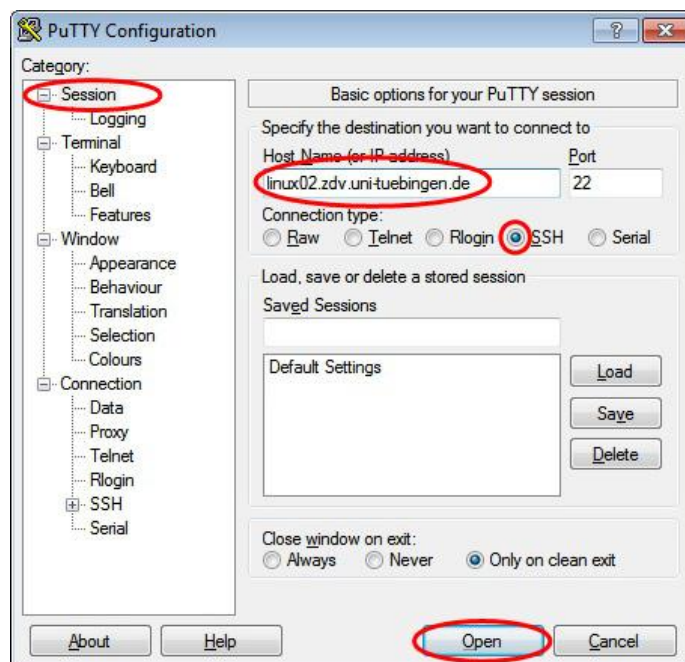 PuTTY Configuration
Category:
Session
Logging
Terminal
Keyboard
Bell
Features
Window
Appearance
Behaviour
Translation
Selection
Colours
Connection
Data
Proxy
Telnet
Rlogin
SSH
Serial
Basic options for your PuTTY session
Specify the destination you want to connect to
Host Name (or IP address) Port
linux02.zdv.uni-tuebingen.de 22
Connection type:
Raw Telnet Rlogin SSH Serial
Load, save or delete a stored session
Saved Sessions
Default Settings
Load
Save
Delete
Close window on exit:
Always Never Only on clean exit
About Help Open Cancel